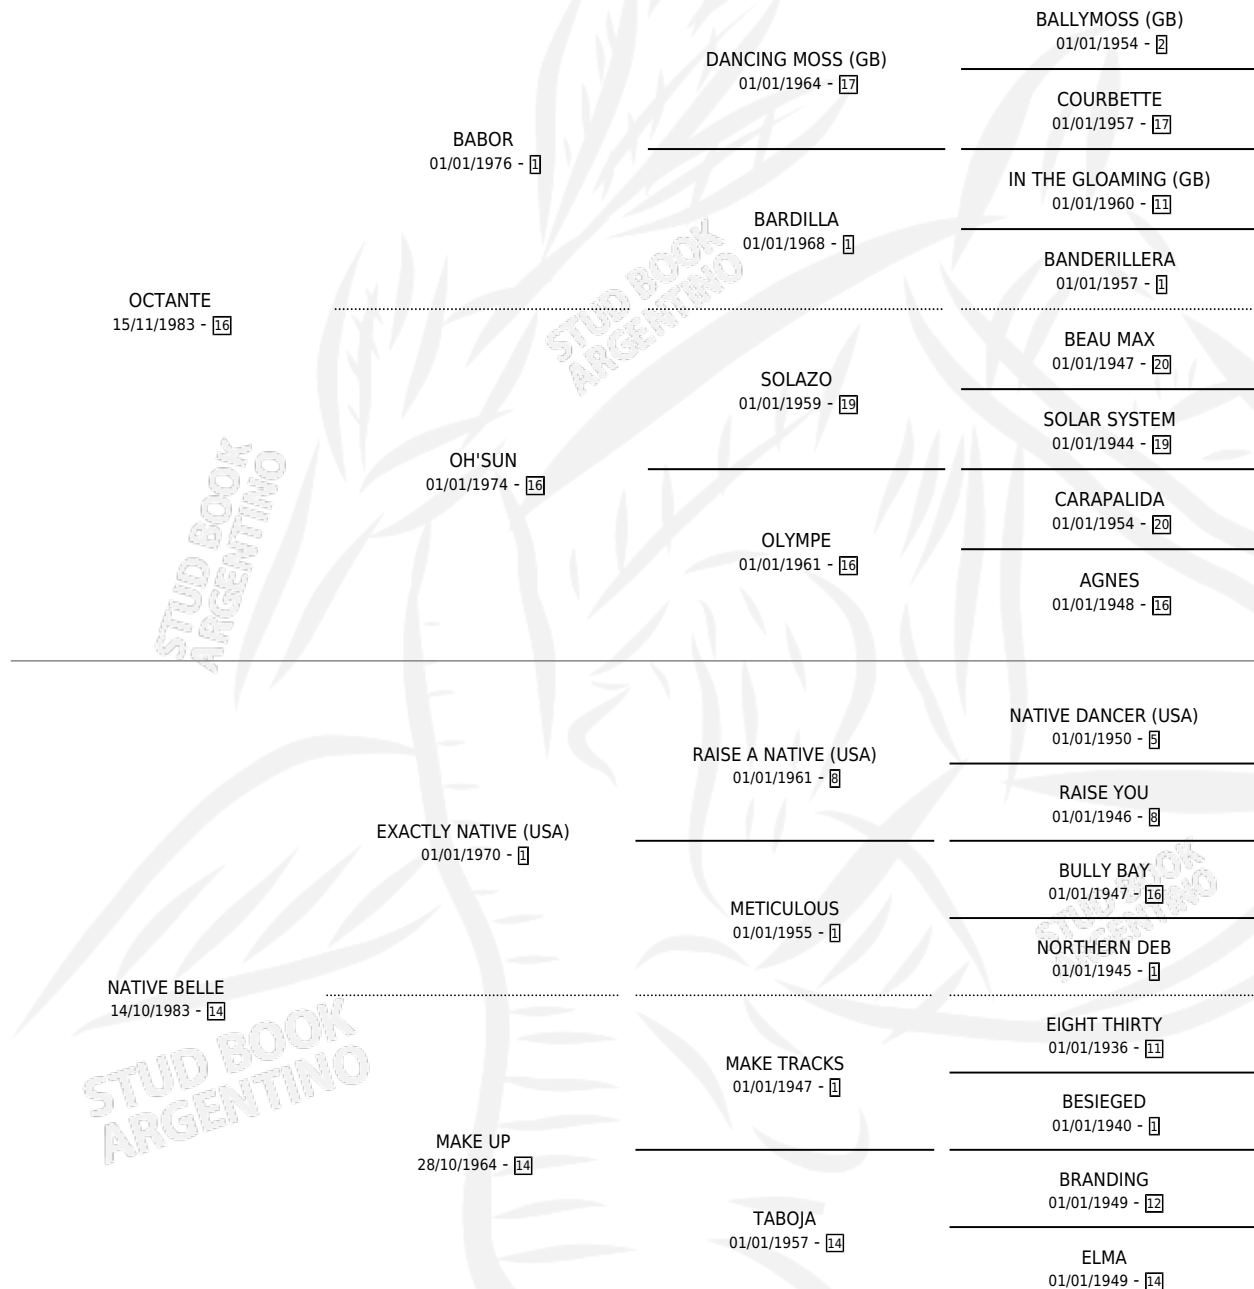 BALLYMOSS (GB)
01/01/1954 - 2
DANCING MOSS (GB)
01/01/1964 - 17
COURBETTE
01/01/1957 - 17
BABOR
01/01/1976 - 1
IN THE GLOAMING (GB)
01/01/1960 - 11
BARDILLA
01/01/1968 - 1
BANDERILLERA
01/01/1957 - 1
OCTANTE
15/11/1983 - 16
STUD BOOK
ARGENTINO
BEAU MAX
01/01/1947 - 20
SOLAZO
01/01/1959 - 19
SOLAR SYSTEM
01/01/1944 - 19
OH'SUN
01/01/1974 - 16
CARAPALIDA
01/01/1954 - 20
OLYMPE
01/01/1961 - 16
AGNES
01/01/1948 - 16
STUD BOOK
ARGENTINO
NATIVE DANCER (USA)
01/01/1950 - 5
RAISE A NATIVE (USA)
01/01/1961 - 8
RAISE YOU
01/01/1946 - 8
EXACTLY NATIVE (USA)
01/01/1970 - 1
BULLY BAY
01/01/1947 - 16
METICULOUS
01/01/1955 - 1
NORTHERN DEB
01/01/1945 - 1
STUD BOOK
ARGENTINO
NATIVE BELLE
14/10/1983 - 14
EIGHT THIRTY
01/01/1936 - 11
MAKE TRACKS
01/01/1947 - 1
BESIEGED
01/01/1940 - 1
MAKE UP
28/10/1964 - 14
BRANDING
01/01/1949 - 12
TABOJA
01/01/1957 - 14
ELMA
01/01/1949 - 14
STUD BOOK
ARGENTINO